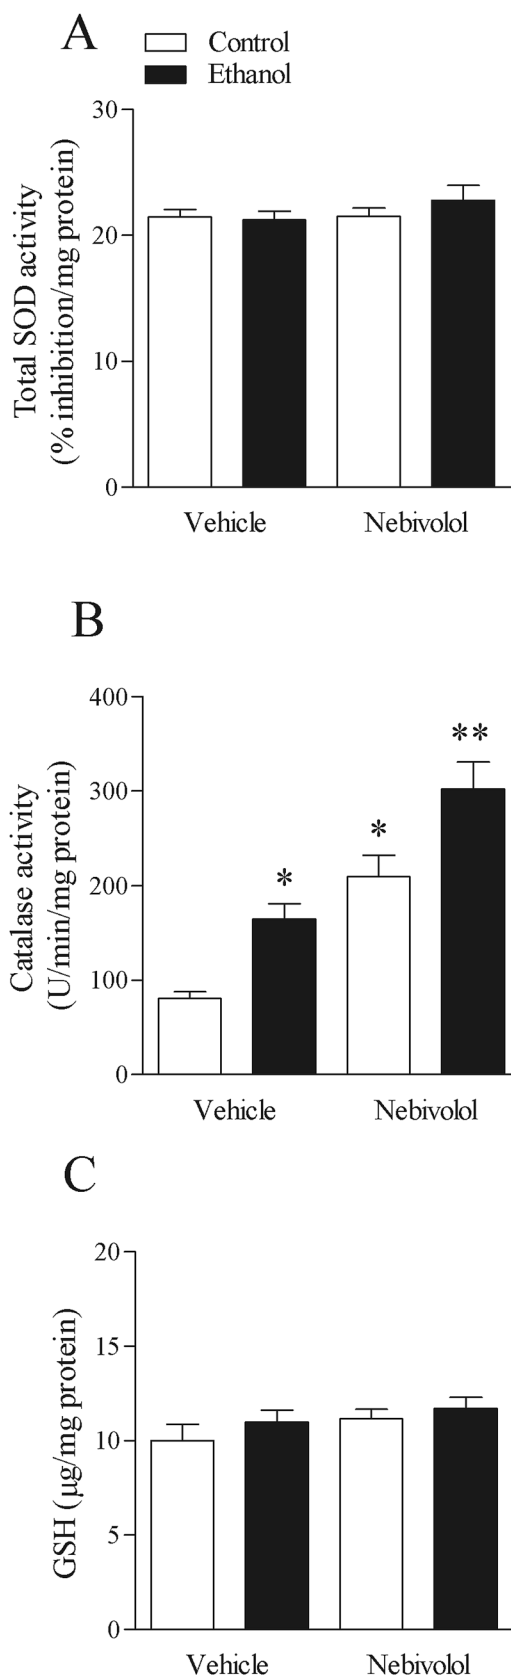 A
Control
Ethanol
Total SOD activity
(% inhibition/mg protein)
30
20
10
0
Vehicle Nebivolol
B
Catalase activity
(U/min/mg protein)
400
300
200
100
0
*
*
**
Vehicle Nebivolol
C
GSH (µg/mg protein)
20
15
10
5
0
Vehicle Nebivolol